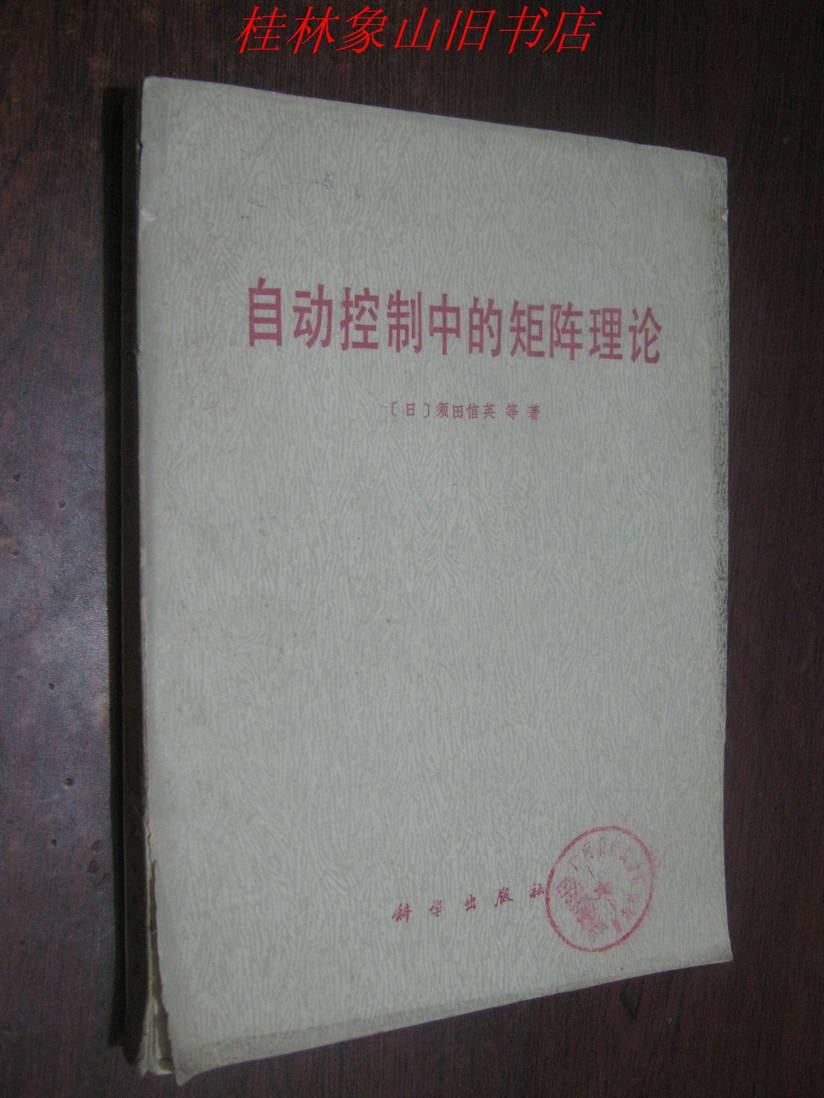 桂林象山旧书店
自动控制中的矩阵理论
〔日〕须田信英 等 著
科学出版社